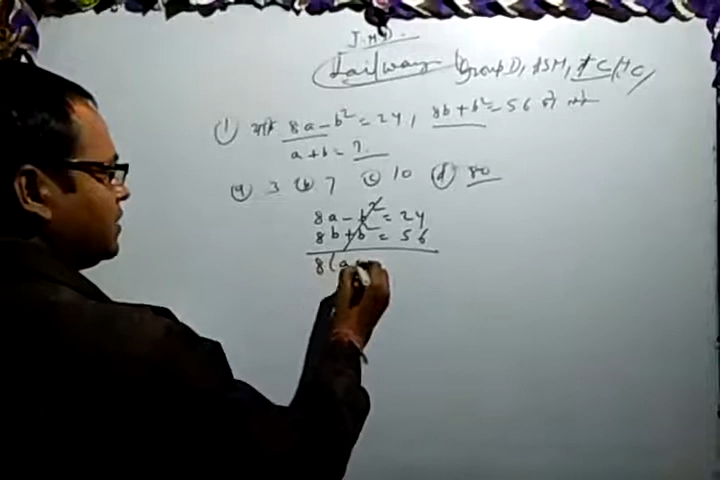 J.M.D.
Railway Group D, ASM, TC/HC/
① यदि 8a - b² = 24, 8b + b² = 56 हो तो
a + b = ?
ⓐ 3 ⓑ 7 ⓒ 10 ⓓ 80
8a - b² = 24
8b + b² = 56
8(a